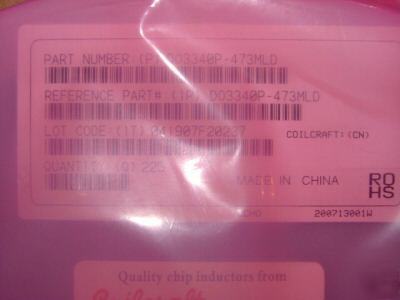 PART NUMBER:(P) DO3340P-473MLD
REFERENCE PART# (1P) DO3340P-473MLD
LOT CODE:(1T) 041907F20237
COILCRAFT:(CN)
QUANTITY (Q) 225
MADE IN CHINA
RO
HS
200713001W
Quality chip inductors from
Coilcraft